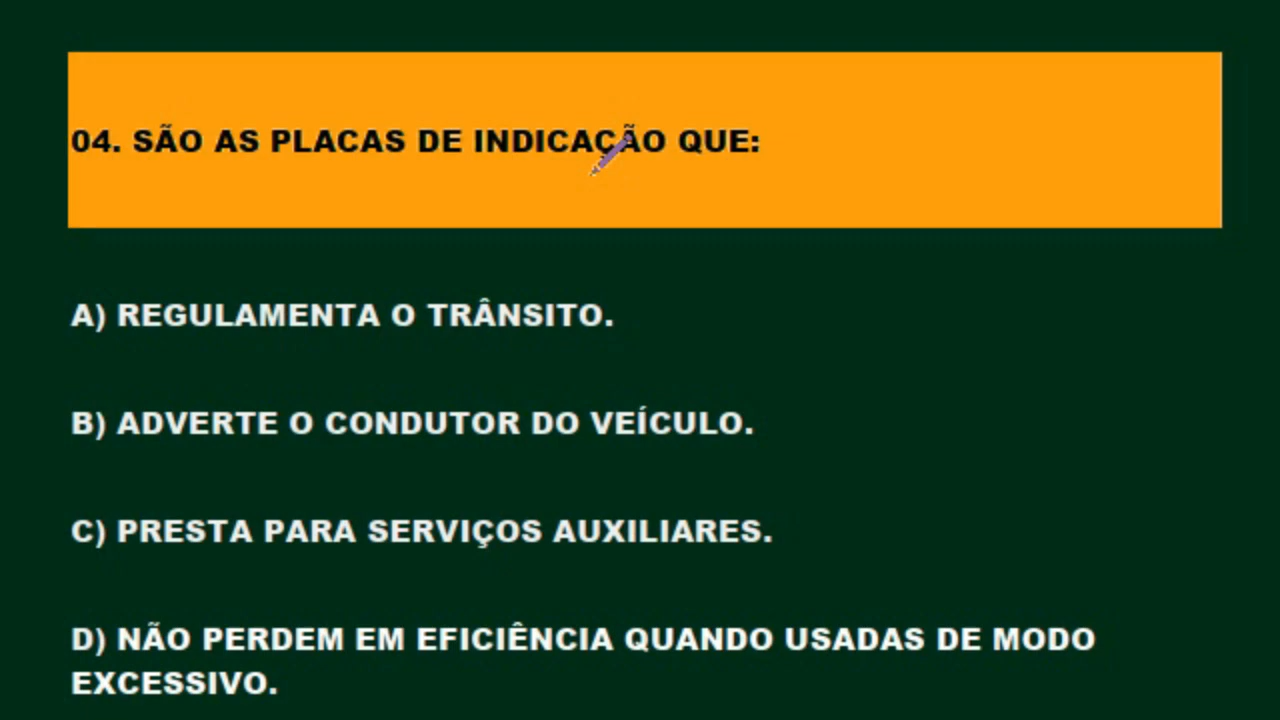 04. SÃO AS PLACAS DE INDICAÇÃO QUE:
A) REGULAMENTA O TRÂNSITO.
B) ADVERTE O CONDUTOR DO VEÍCULO.
C) PRESTA PARA SERVIÇOS AUXILIARES.
D) NÃO PERDEM EM EFICIÊNCIA QUANDO USADAS DE MODO
EXCESSIVO.